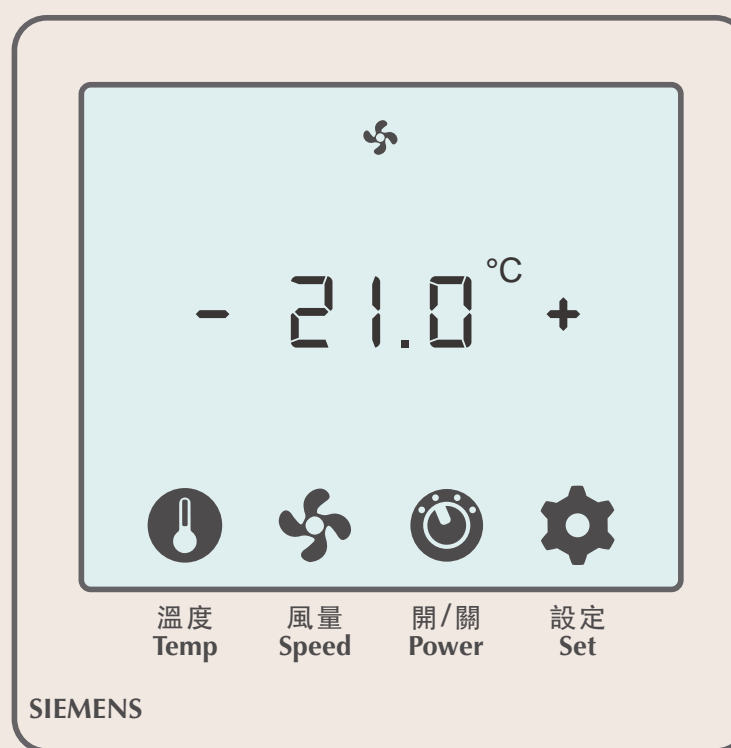 - 21.0 °C +
溫度 風量 開/關 設定
Temp Speed Power Set
SIEMENS